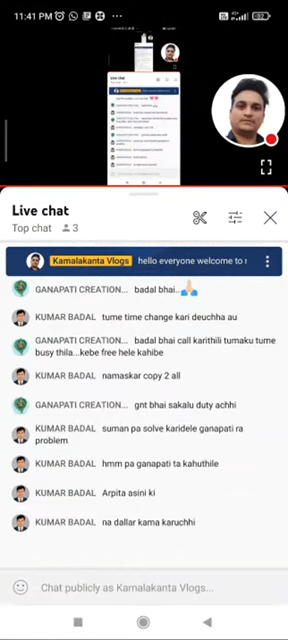 11:41 PM
Live chat
Top chat 3
Kamalakanta Vlogs hello everyone welcome to
GANAPATI CREATION... badal bhai..🙏
KUMAR BADAL tume time change kari deuchha au
GANAPATI CREATION... badal bhai call karithili tumaku tume
busy thila...kebe free hele kahibe
KUMAR BADAL namaskar copy 2 all
GANAPATI CREATION... gnt bhai sakalu duty achhi
KUMAR BADAL suman pa solve karidele ganapati ra
problem
KUMAR BADAL hmm pa ganapati ta kahuthile
KUMAR BADAL Arpita asini ki
KUMAR BADAL na dallar kama karuchhi
Chat publicly as Kamalakanta Vlogs...